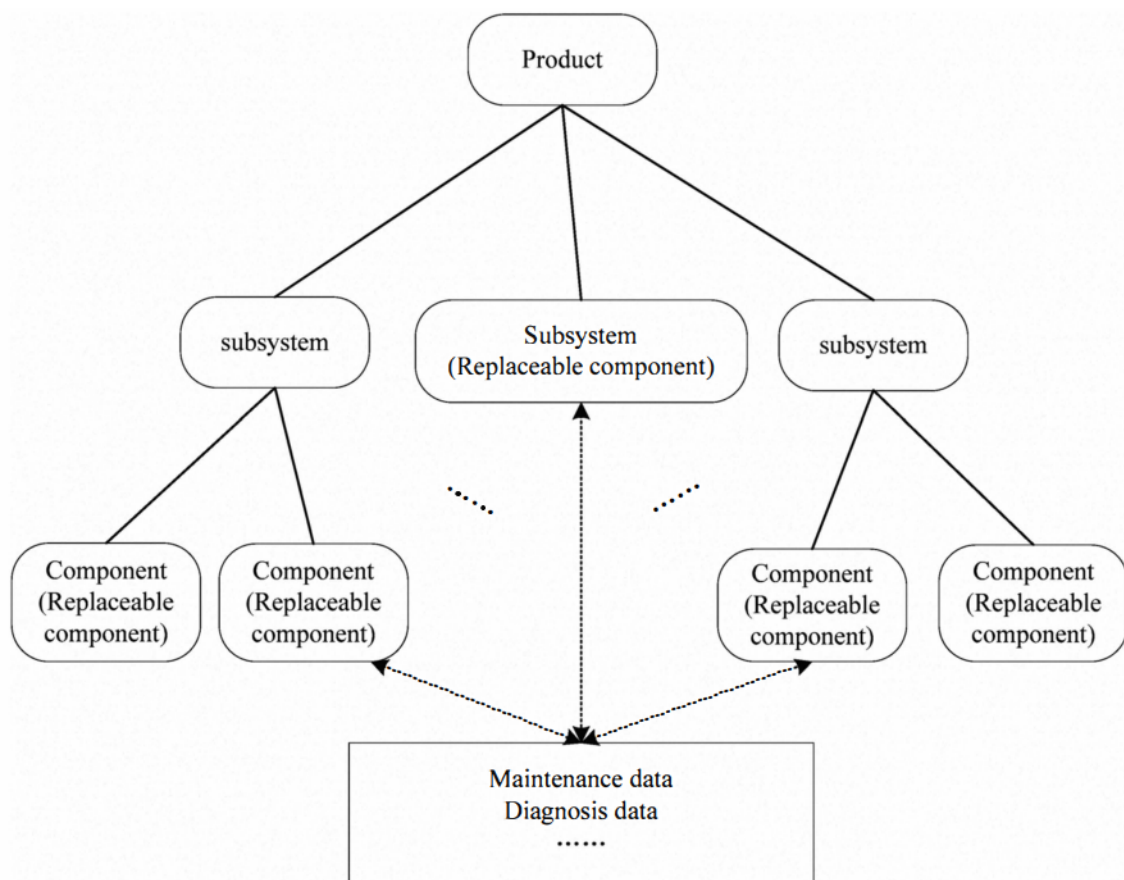 Product
subsystem
Subsystem
(Replaceable component)
subsystem
Component
(Replaceable
component)
Component
(Replaceable
component)
Component
(Replaceable
component)
Component
(Replaceable
component)
Maintenance data
Diagnosis data
······